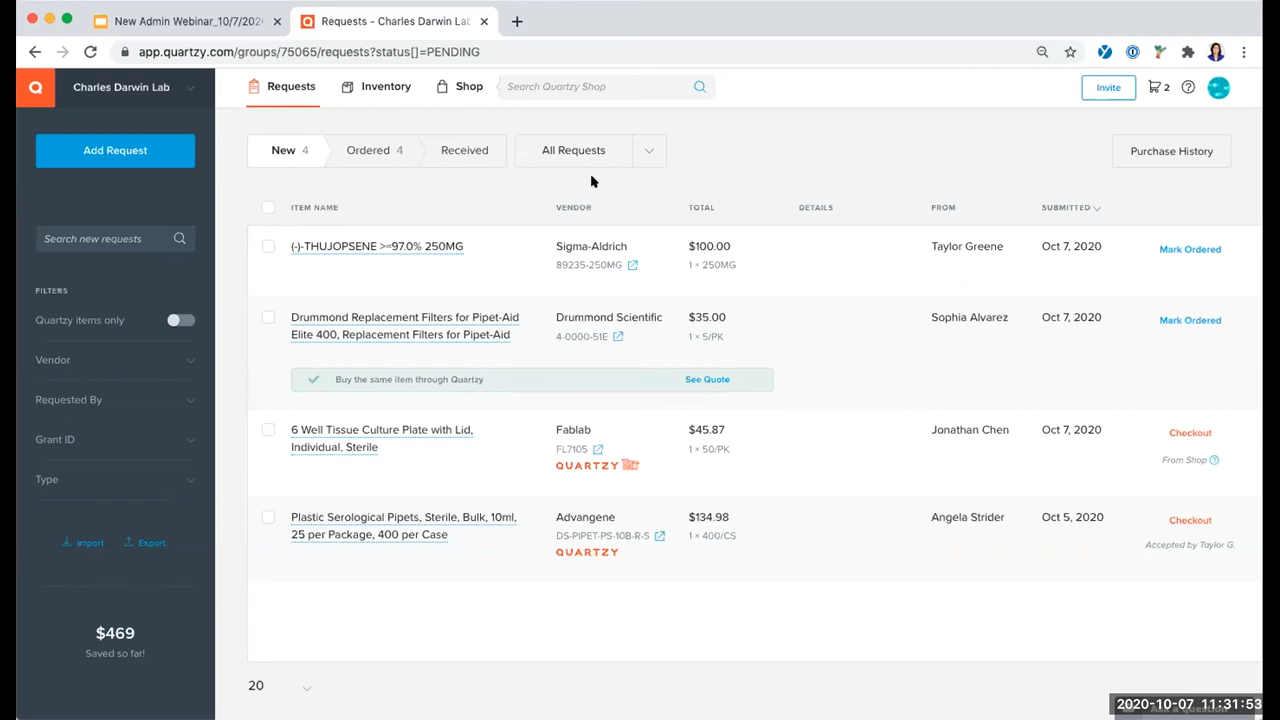 New Admin Webinar_10/7/202
Requests - Charles Darwin Lab
app.quartzy.com/groups/75065/requests?status[]=PENDING
Charles Darwin Lab
Requests
Inventory
Shop
Search Quartzy Shop
Invite
2
Add Request
New 4
Ordered 4
Received
All Requests
Purchase History
Search new requests
FILTERS
Quartzy items only
Vendor
Requested By
Grant ID
Type
Import
Export
$469
Saved so far!
ITEM NAME VENDOR TOTAL DETAILS FROM SUBMITTED
(-)-THUJOPSENE >=97.0% 250MG Sigma-Aldrich $100.00 Taylor Greene Oct 7, 2020 Mark Ordered
89235-250MG 1 × 250MG
Drummond Replacement Filters for Pipet-Aid Drummond Scientific $35.00 Sophia Alvarez Oct 7, 2020 Mark Ordered
Elite 400, Replacement Filters for Pipet-Aid 4-0000-51E 1 × 5/PK
Buy the same item through Quartzy See Quote
6 Well Tissue Culture Plate with Lid, Fablab $45.87 Jonathan Chen Oct 7, 2020 Checkout
Individual, Sterile FL7105 1 × 50/PK From Shop
QUARTZY
Plastic Serological Pipets, Sterile, Bulk, 10ml, Advangene $134.98 Angela Strider Oct 5, 2020 Checkout
25 per Package, 400 per Case DS-PIPET-PS-10B-R-S 1 × 400/CS Accepted by Taylor G.
QUARTZY
20
2020-10-07 11:31:53